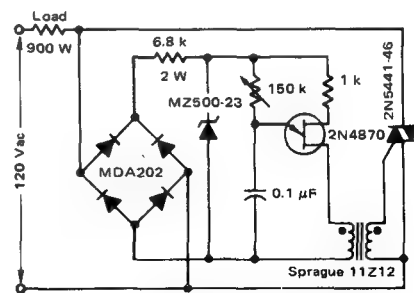 Load
900 W
6.8 k
2 W
MZ500-23
150 k
1 k
2N5441-46
2N4870
MDA202
0.1 μF
120 Vac
Sprague 11Z12